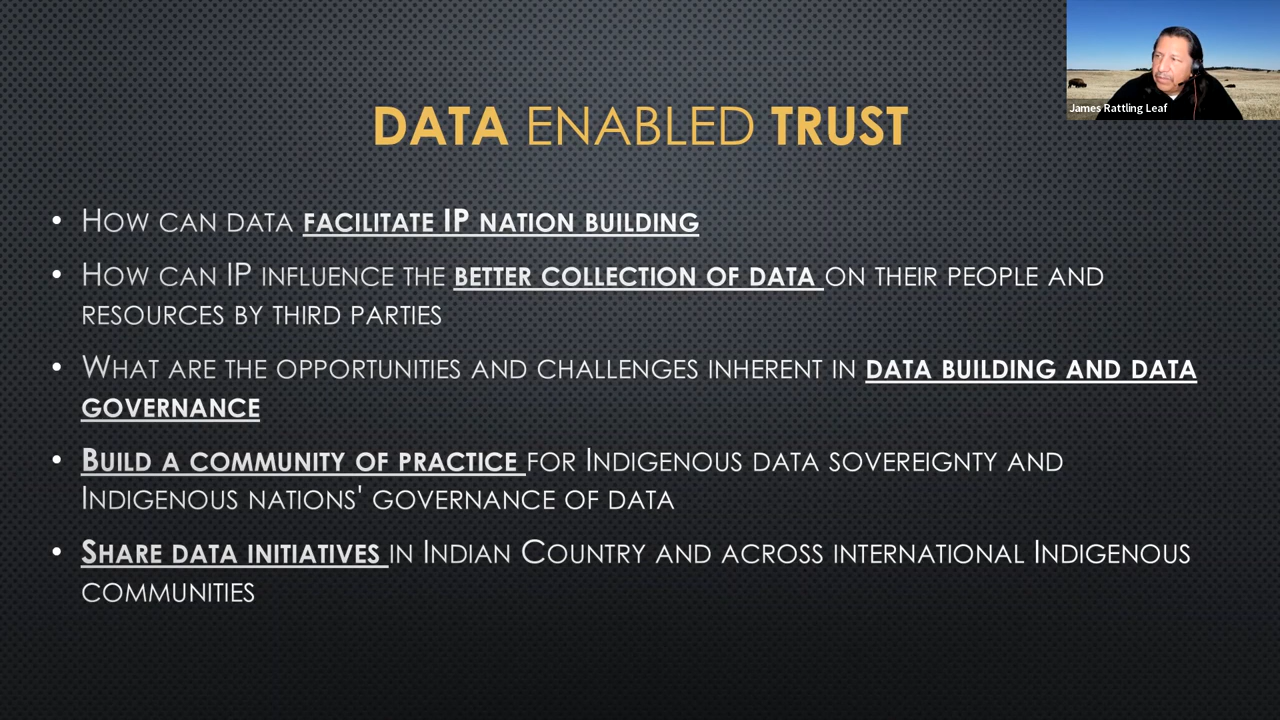 James Rattling Leaf
DATA ENABLED TRUST
• HOW CAN DATA FACILITATE IP NATION BUILDING
• HOW CAN IP INFLUENCE THE BETTER COLLECTION OF DATA ON THEIR PEOPLE AND
RESOURCES BY THIRD PARTIES
• WHAT ARE THE OPPORTUNITIES AND CHALLENGES INHERENT IN DATA BUILDING AND DATA
GOVERNANCE
• BUILD A COMMUNITY OF PRACTICE FOR INDIGENOUS DATA SOVEREIGNTY AND
INDIGENOUS NATIONS' GOVERNANCE OF DATA
• SHARE DATA INITIATIVES IN INDIAN COUNTRY AND ACROSS INTERNATIONAL INDIGENOUS
COMMUNITIES